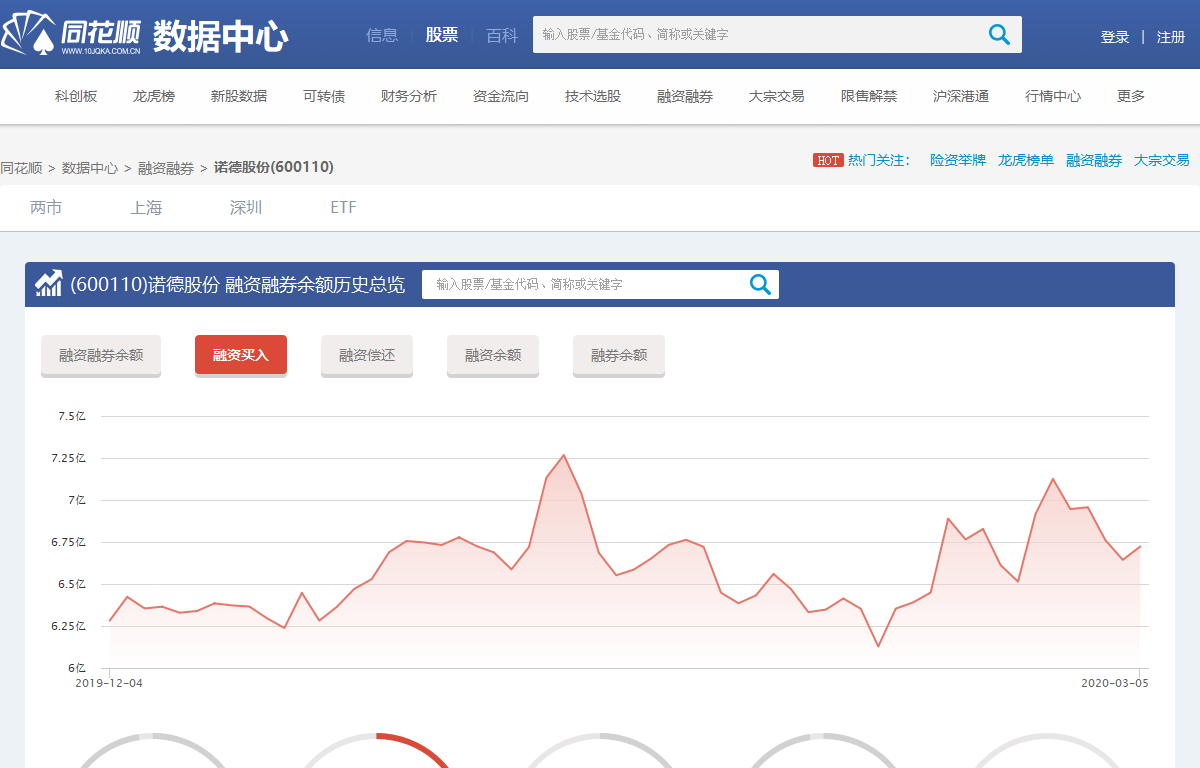 同花顺 数据中心
WWW.10JQKA.COM.CN
信息 股票 百科
输入股票/基金代码、简称或关键字
登录 | 注册
科创板 龙虎榜 新股数据 可转债 财务分析 资金流向 技术选股 融资融券 大宗交易 限售解禁 沪深港通 行情中心 更多
同花顺 > 数据中心 > 融资融券 > 诺德股份(600110)
HOT 热门关注： 险资举牌 龙虎榜单 融资融券 大宗交易
两市 上海 深圳 ETF
(600110)诺德股份 融资融券余额历史总览
输入股票/基金代码、简称或关键字
融资融券余额 融资买入 融资偿还 融资余额 融券余额
7.5亿
7.25亿
7亿
6.75亿
6.5亿
6.25亿
6亿
2019-12-04 2020-03-05